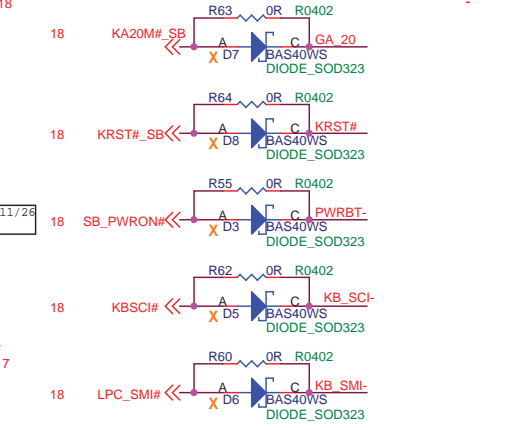 18
R63 0R R0402
18 KA20M#_SB
A C GA_20
X D7 BAS40WS
DIODE_SOD323
R64 0R R0402
18 KRST#_SB A C KRST#
X D8 BAS40WS
DIODE_SOD323
R55 0R R0402
11/26
18 SB_PWRON# A C PWRBT-
X D3 BAS40WS
DIODE_SOD323
R62 0R R0402
18 KBSCI# A C KB_SCI-
X D5 BAS40WS
DIODE_SOD323
R60 0R R0402
7
18 LPC_SMI# A C KB_SMI-
X D6 BAS40WS
DIODE_SOD323